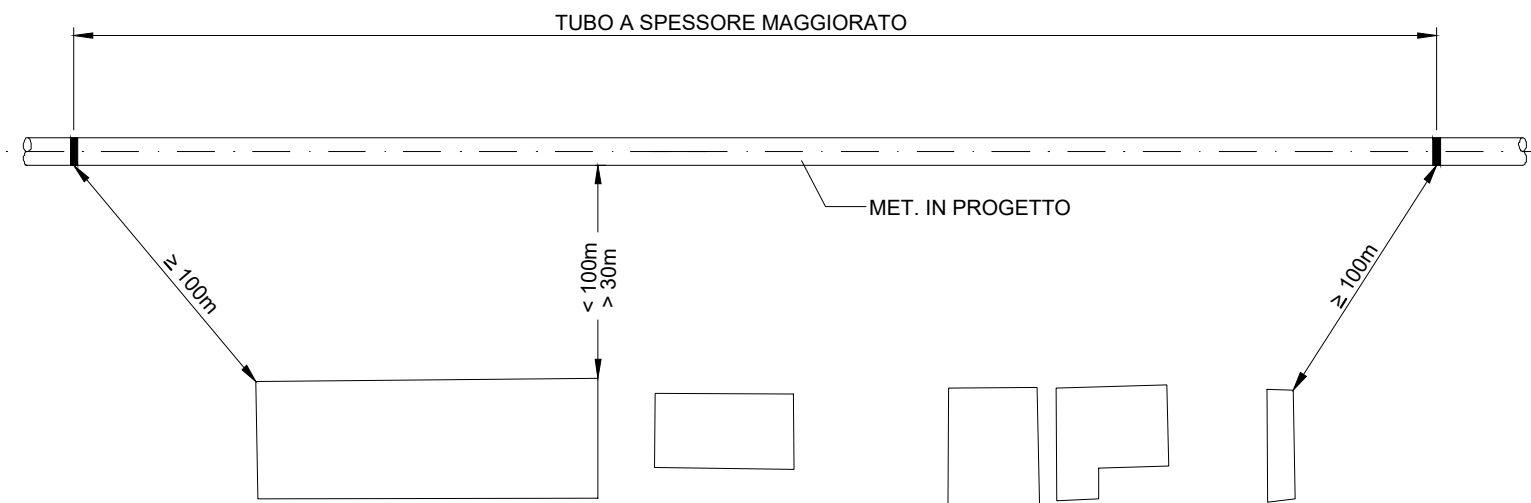 TUBO A SPESSORE MAGGIORATO
MET. IN PROGETTO
≥ 100m
< 100m
> 30m
≥ 100m